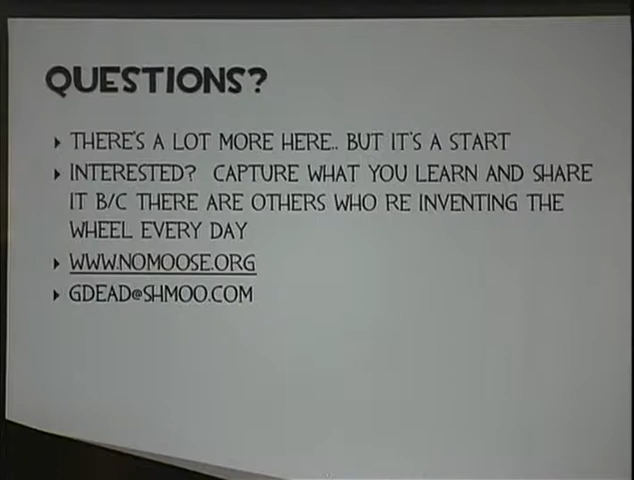 QUESTIONS?
THERE'S A LOT MORE HERE.. BUT IT'S A START
INTERESTED? CAPTURE WHAT YOU LEARN AND SHARE
IT B/C THERE ARE OTHERS WHO RE INVENTING THE
WHEEL EVERY DAY
WWW.NOMOOSE.ORG
GDEAD@SHMOO.COM